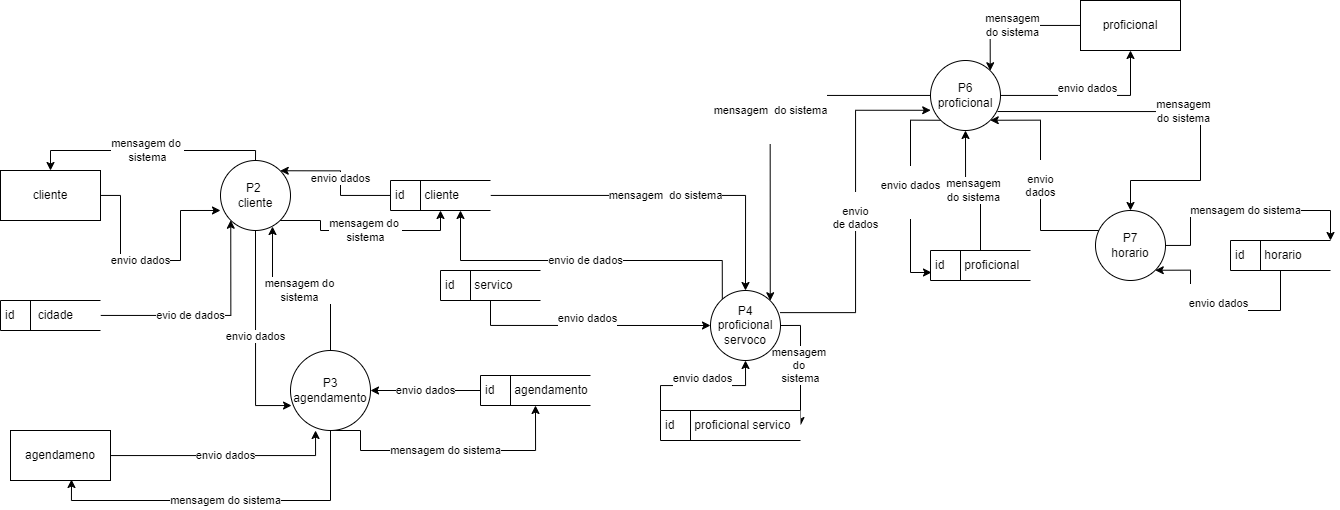 mensagem
do sistema
proficional
P6
proficional
envio dados
mensagem  do sistema
mensagem
do sistema
mensagem do
sistema
cliente
P2
cliente
envio dados
id
cliente
mensagem  do sistema
envio dados
mensagem
do sistema
envio
dados
mensagem do
sistema
envio
de dados
mensagem do sistema
P7
horario
id
horario
envio dados
envio de dados
id
proficional
mensagem do
sistema
id
servico
envio dados
id
cidade
evio de dados
envio dados
P4
proficional
servoco
envio dados
mensagem
do
sistema
envio dados
P3
agendamento
envio dados
id
agendamento
id
proficional servico
agendameno
envio dados
mensagem do sistema
mensagem do sistema